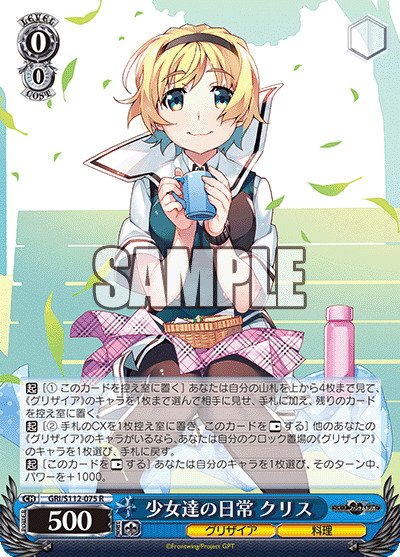 LEVEL
0
0
COST
SAMPLE
起［① このカードを控え室に置く］ あなたは自分の山札を上から4枚まで見て、
《グリザイア》のキャラを1枚まで選んで相手に見せ、手札に加え、残りのカード
を控え室に置く。
起［② 手札のCXを1枚控え室に置き、このカードを する］ 他のあなたの
《グリザイア》のキャラがいるなら、あなたは自分のクロック置場の《グリザイア》
のキャラを1枚選び、手札に戻す。
起［このカードを する］ あなたは自分のキャラを1枚選び、そのターン中、
パワーを＋1000。
CH
GRI/S112-075 R
500
少女達の日常 クリス
グリザイア
料理
©Frontwing/Project GPT